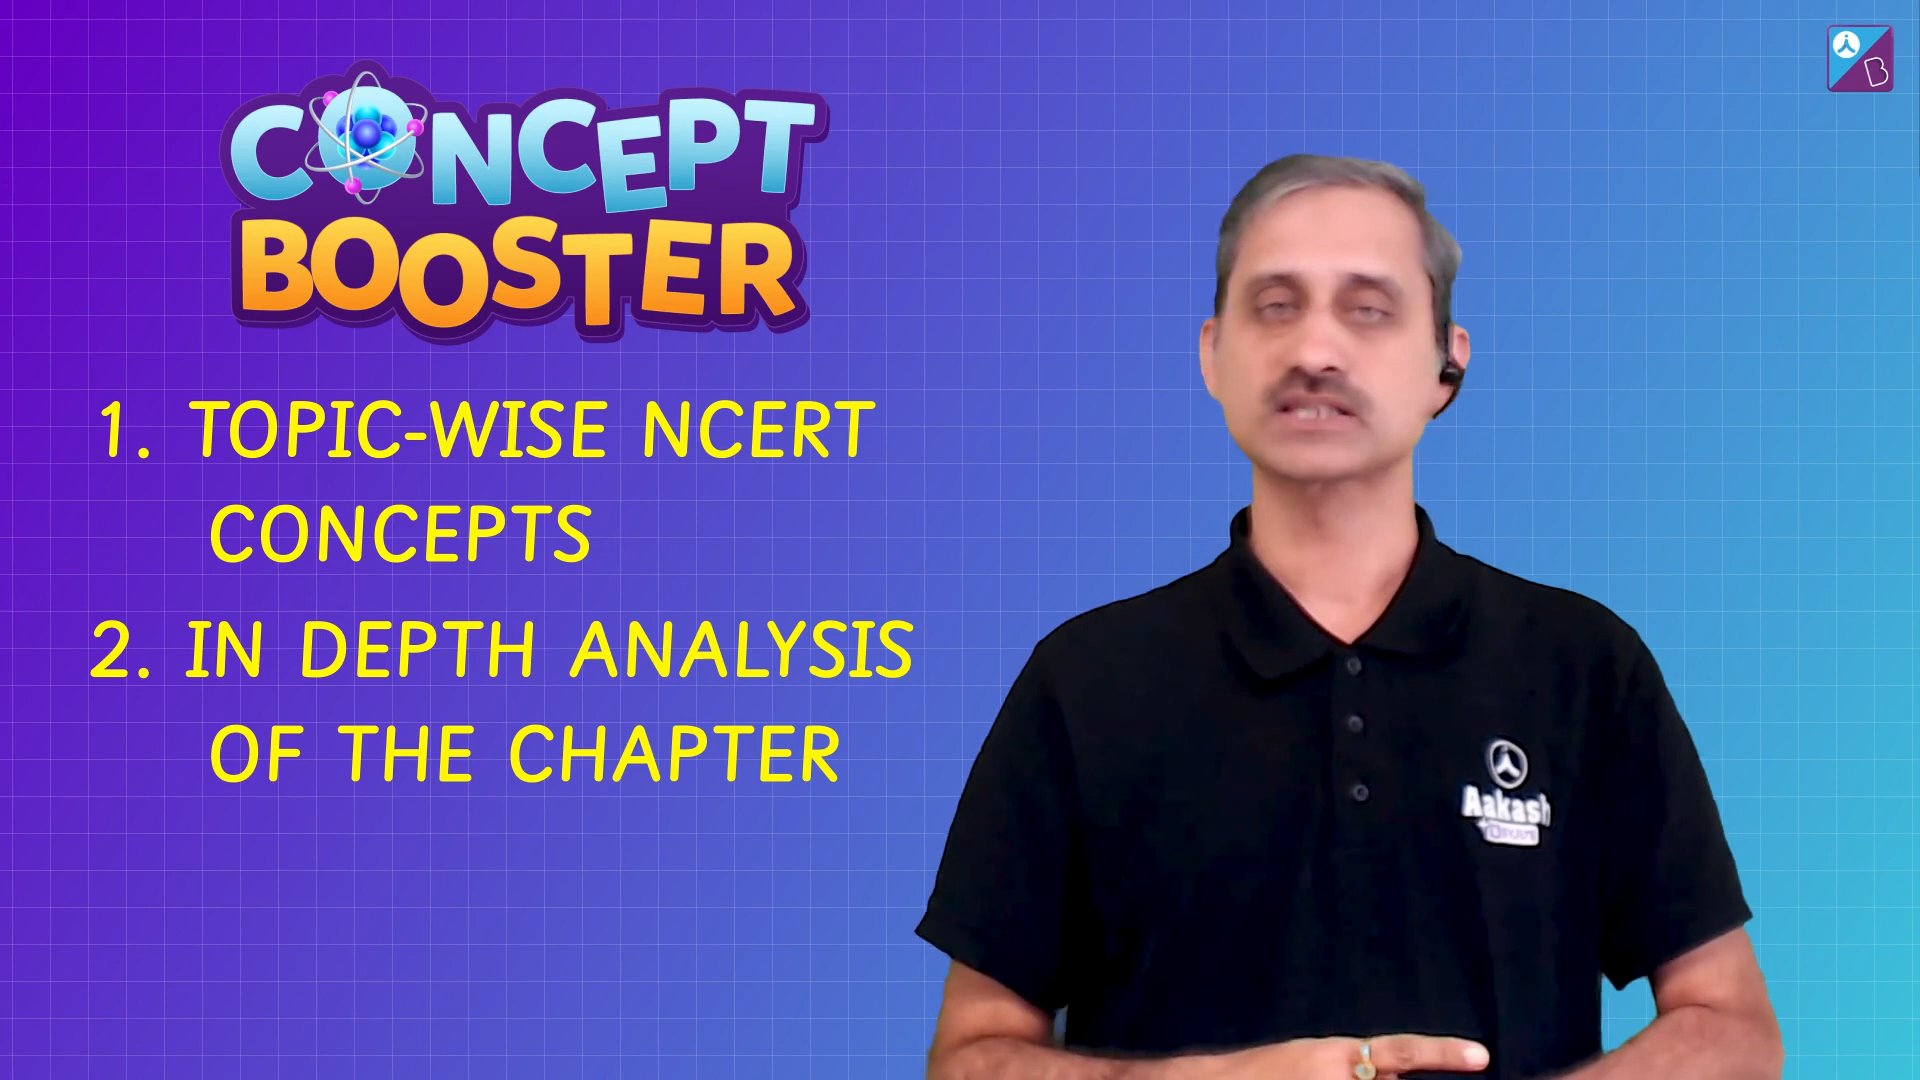 CONCEPT
BOOSTER
1. TOPIC-WISE NCERT
CONCEPTS
2. IN DEPTH ANALYSIS
OF THE CHAPTER
Aakash
B